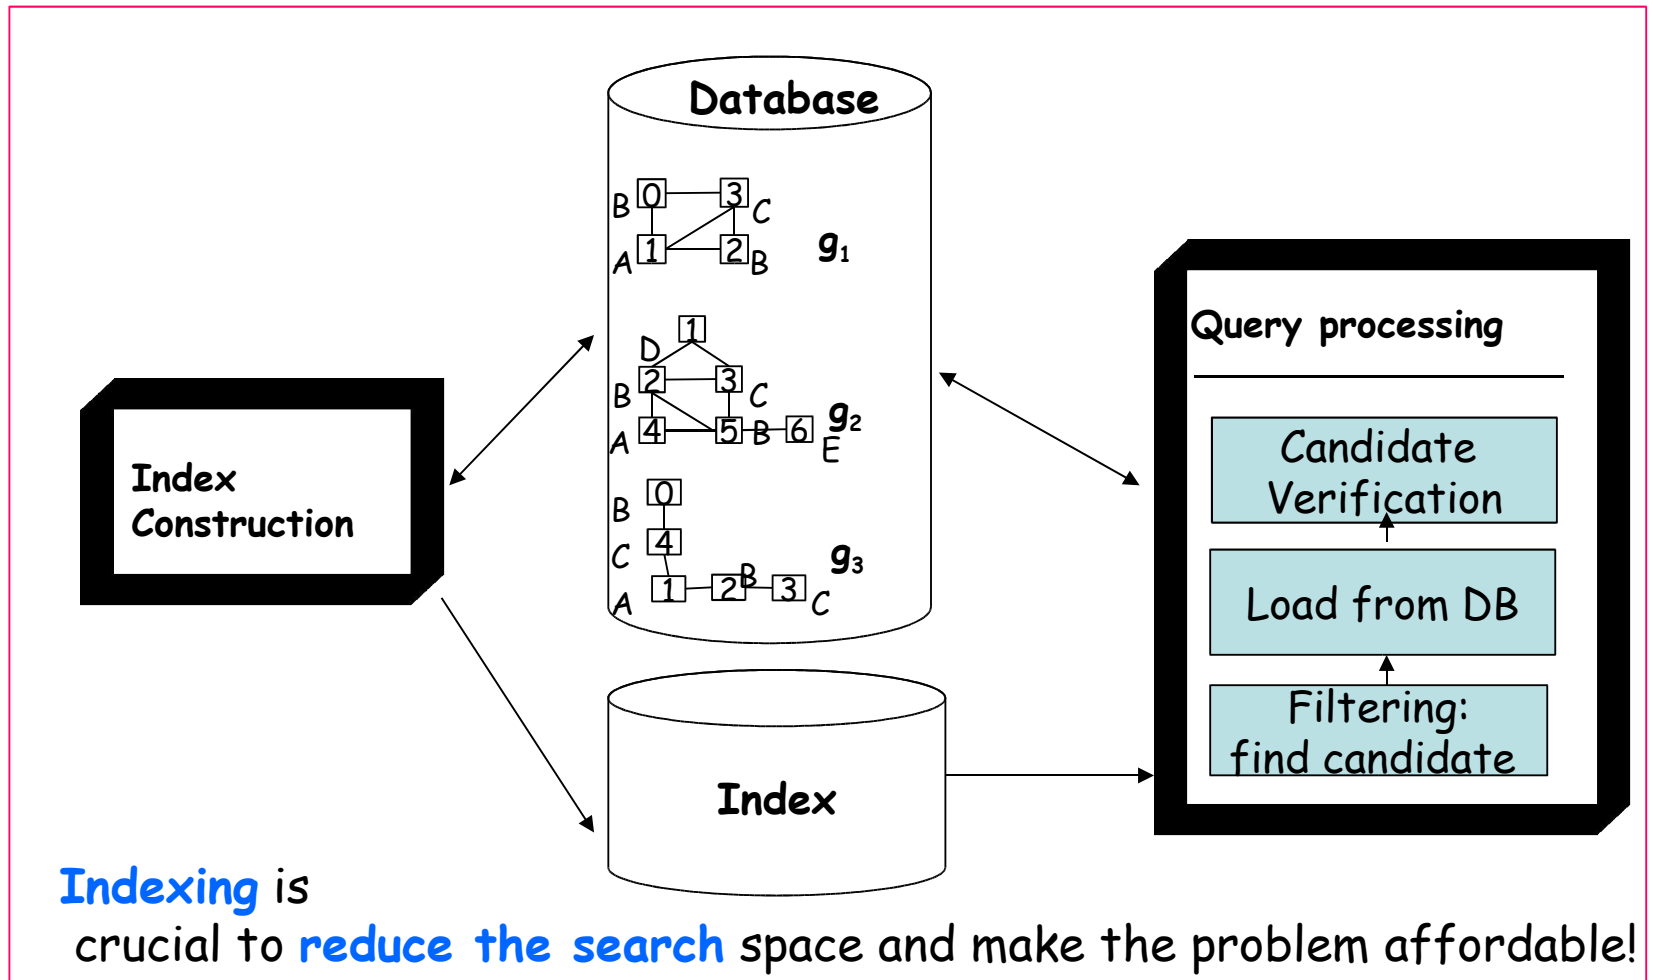 Database
B 0 3 C
A 1 2 B g1
D 1
B 2 3 C
A 4 5 B 6 E g2
B 0
C 4
A 1 2 B 3 C g3
Index
Construction
Index
Query processing
Candidate
Verification
Load from DB
Filtering:
find candidate
Indexing is
crucial to reduce the search space and make the problem affordable!